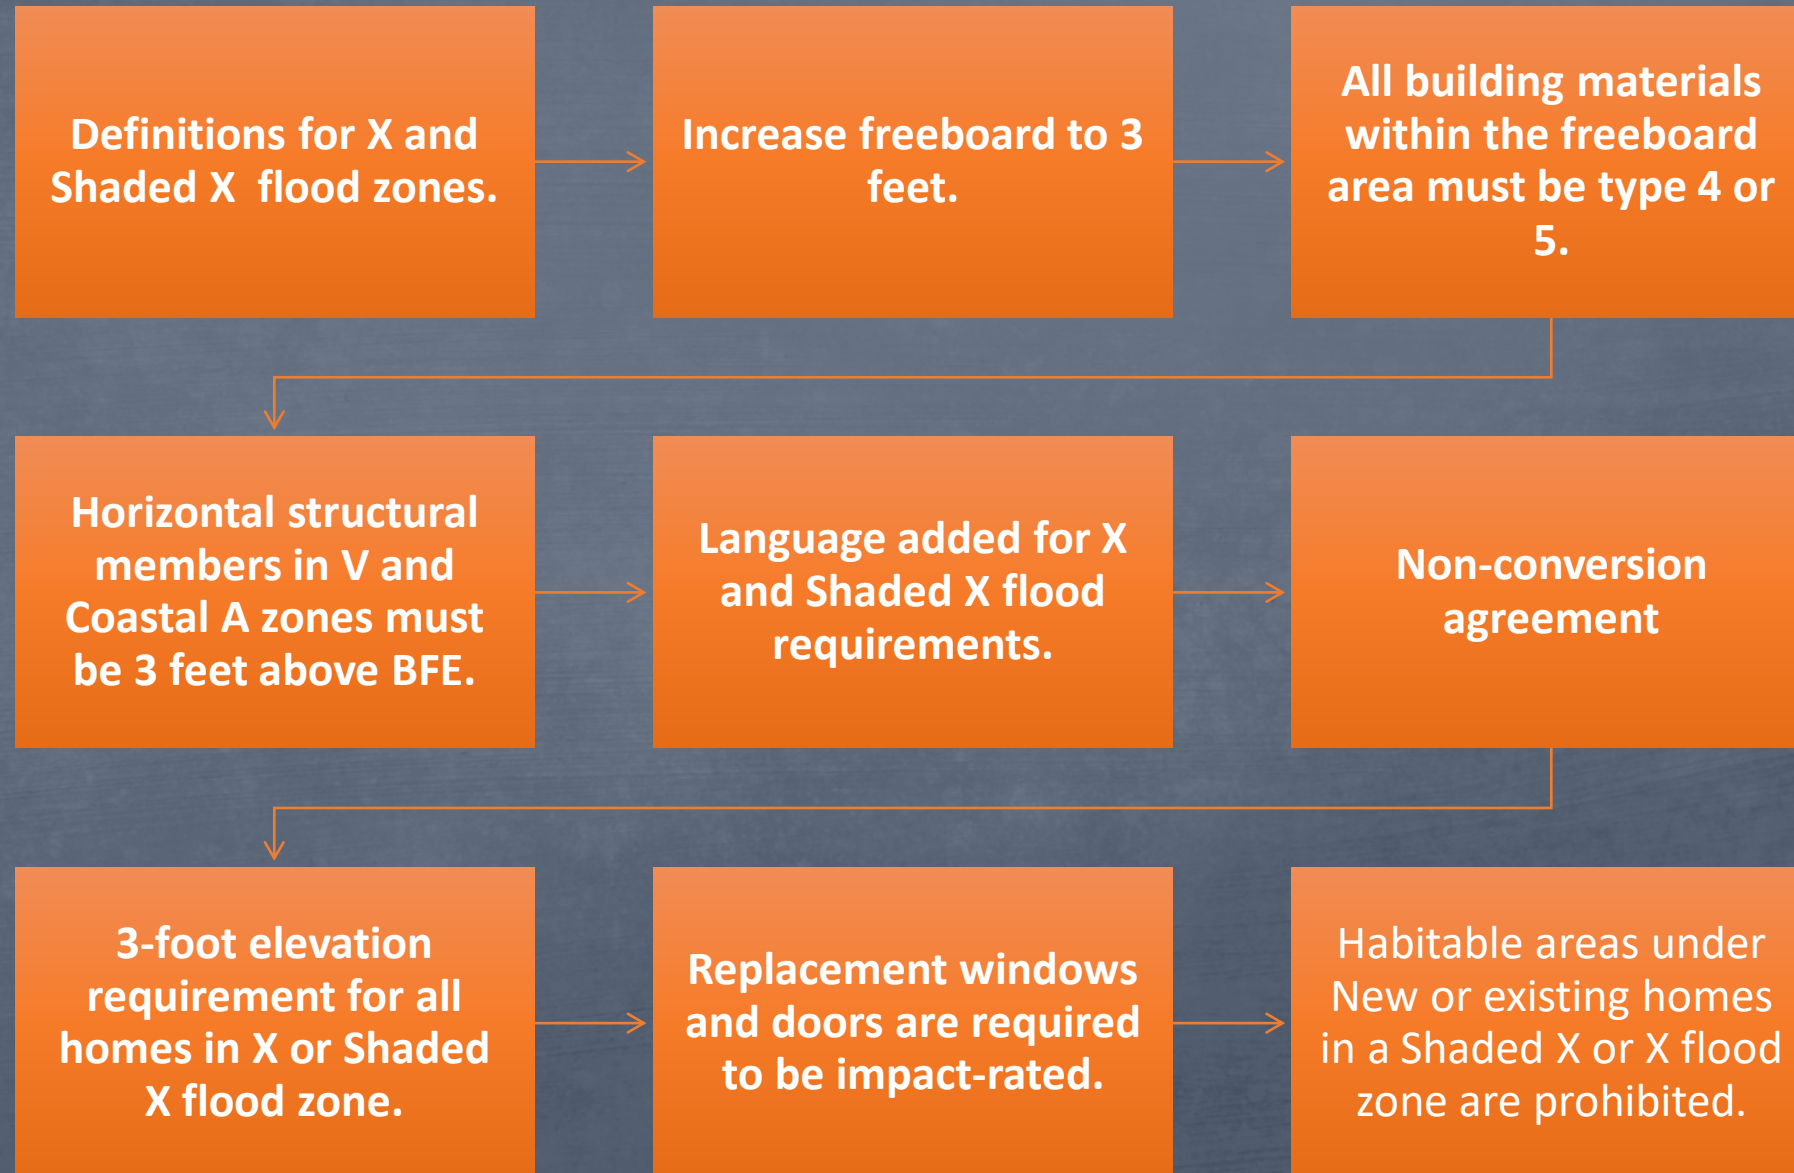 Definitions for X and
Shaded X  flood zones.
Increase freeboard to 3
feet.
All building materials
within the freeboard
area must be type 4 or
5.
Horizontal structural
members in V and
Coastal A zones must
be 3 feet above BFE.
Language added for X
and Shaded X flood
requirements.
Non-conversion
agreement
3-foot elevation
requirement for all
homes in X or Shaded
X flood zone.
Replacement windows
and doors are required
to be impact-rated.
Habitable areas under
New or existing homes
in a Shaded X or X flood
zone are prohibited.